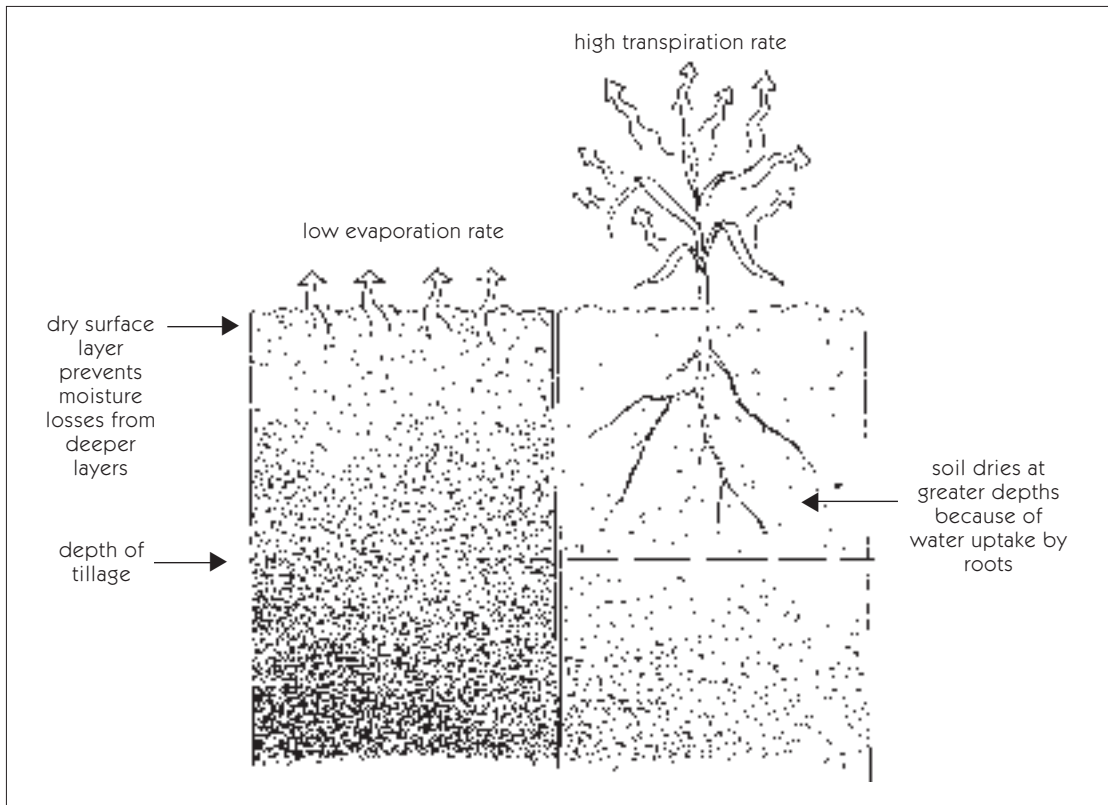 high transpiration rate
low evaporation rate
dry surface
layer
prevents
moisture
losses from
deeper
layers
depth of
tillage
soil dries at
greater depths
because of
water uptake by
roots